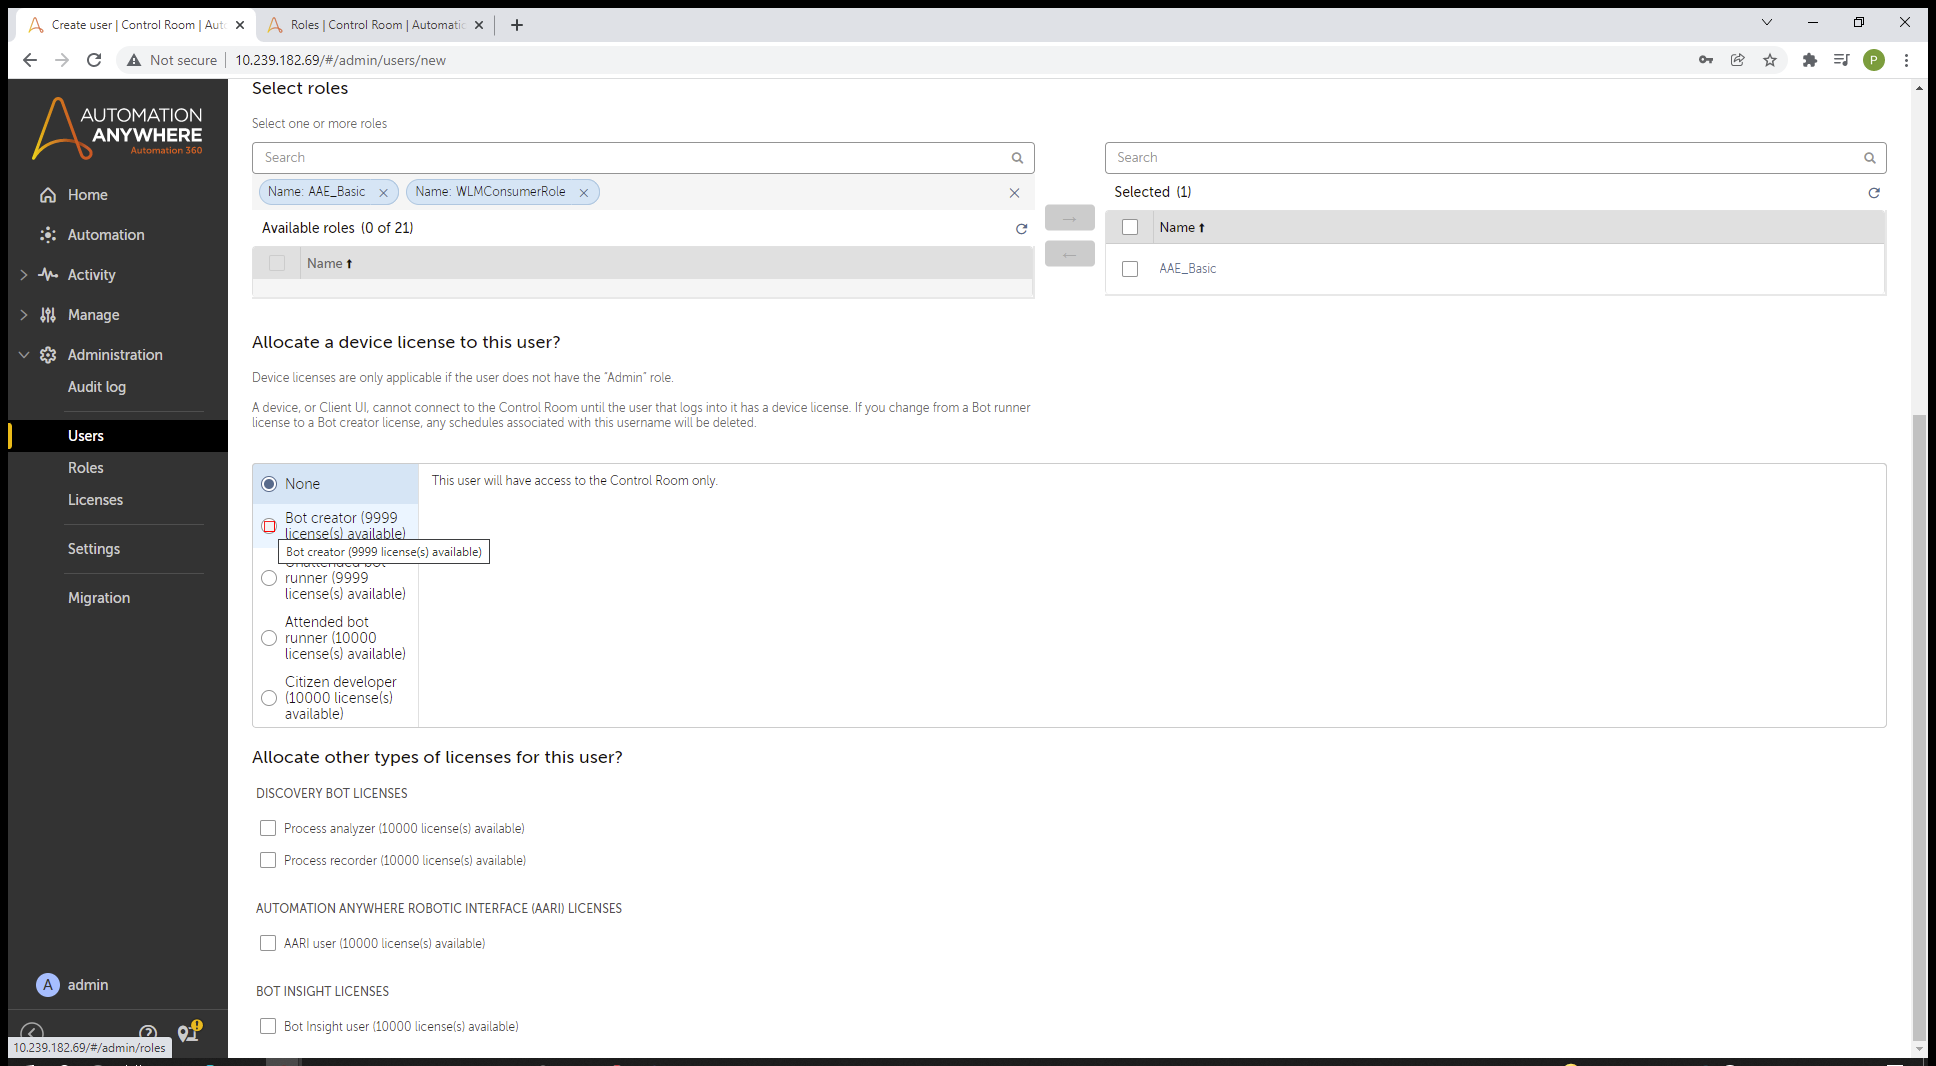 Create user | Control Room | Aut
Roles | Control Room | Automatic
Not secure
10.239.182.69/#/admin/users/new
P
AUTOMATION
ANYWHERE
Automation 360
Home
Automation
Activity
Manage
Administration
Audit log
Users
Roles
Licenses
Settings
Migration
A admin
10.239.182.69/#/admin/roles
Select roles
Select one or more roles
Search
Name: AAE_Basic
Name: WLMConsumerRole
Available roles (0 of 21)
Name
Search
Selected (1)
Name
AAE_Basic
Allocate a device license to this user?
Device licenses are only applicable if the user does not have the "Admin" role.
A device, or Client UI, cannot connect to the Control Room until the user that logs into it has a device license. If you change from a Bot runner
license to a Bot creator license, any schedules associated with this username will be deleted.
None
This user will have access to the Control Room only.
Bot creator (9999
license(s) available)
Bot creator (9999 license(s) available)
Unattended bot
runner (9999
license(s) available)
Attended bot
runner (10000
license(s) available)
Citizen developer
(10000 license(s)
available)
Allocate other types of licenses for this user?
DISCOVERY BOT LICENSES
Process analyzer (10000 license(s) available)
Process recorder (10000 license(s) available)
AUTOMATION ANYWHERE ROBOTIC INTERFACE (AARI) LICENSES
AARI user (10000 license(s) available)
BOT INSIGHT LICENSES
Bot Insight user (10000 license(s) available)